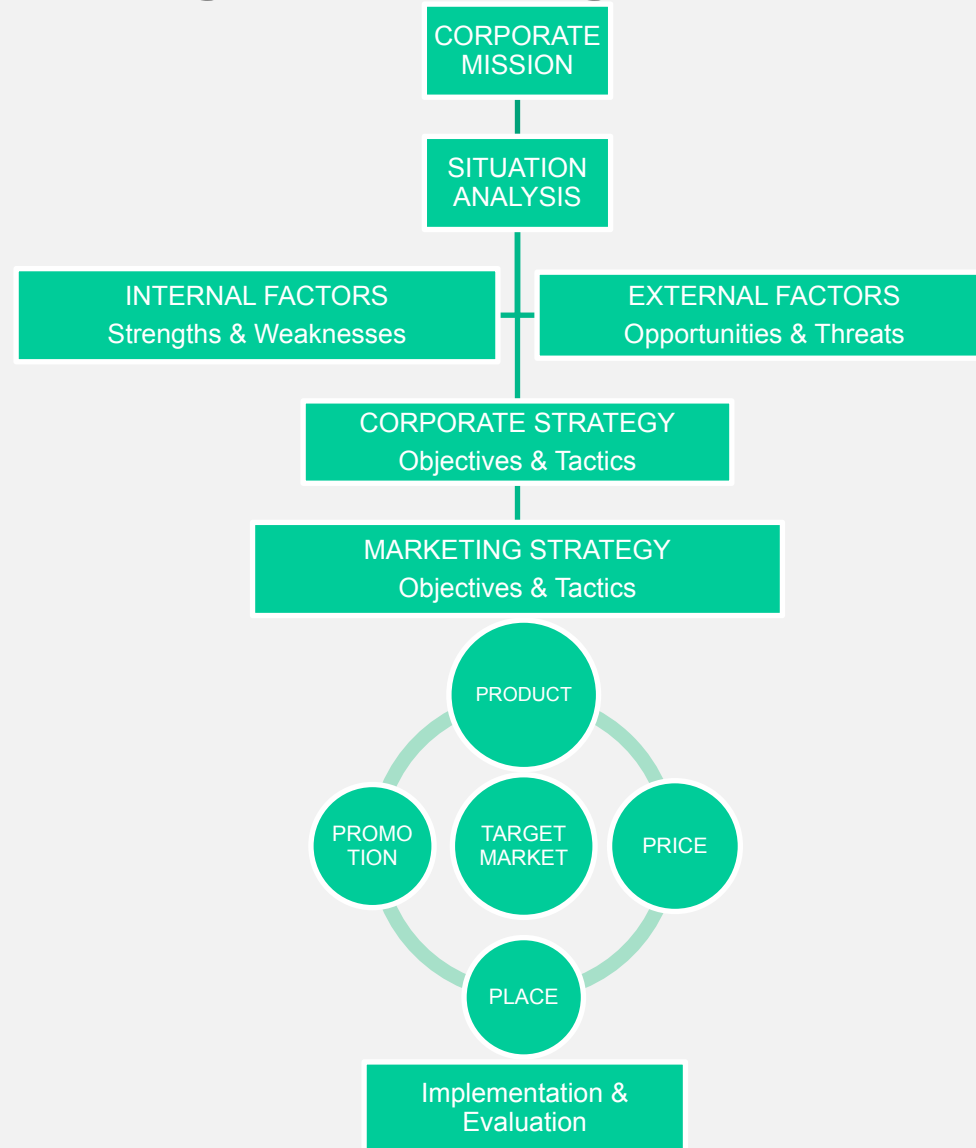 CORPORATE
MISSION
SITUATION
ANALYSIS
INTERNAL FACTORS
Strengths & Weaknesses
EXTERNAL FACTORS
Opportunities & Threats
CORPORATE STRATEGY
Objectives & Tactics
MARKETING STRATEGY
Objectives & Tactics
PRODUCT
PROMO
TION
TARGET
MARKET
PRICE
PLACE
Implementation &
Evaluation